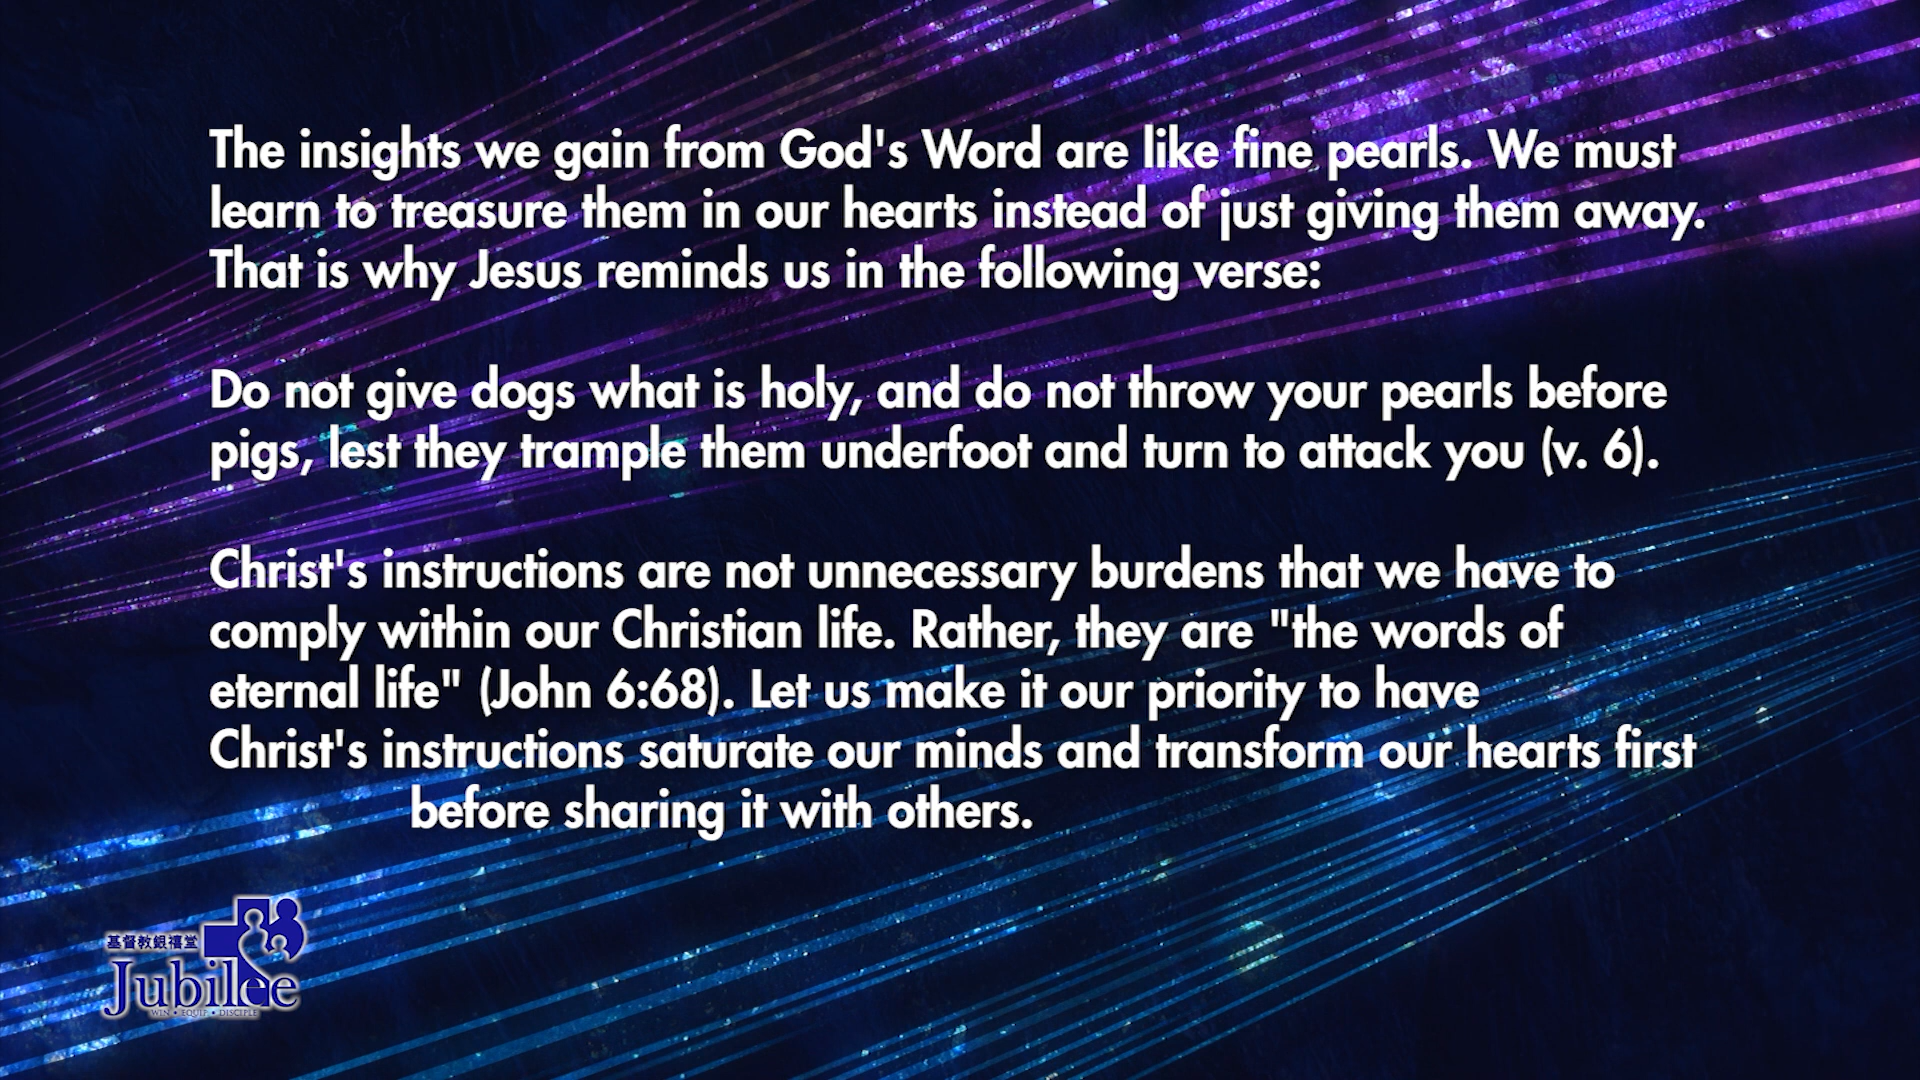 The insights we gain from God's Word are like fine pearls. We must
learn to treasure them in our hearts instead of just giving them away.
That is why Jesus reminds us in the following verse:
Do not give dogs what is holy, and do not throw your pearls before
pigs, lest they trample them underfoot and turn to attack you (v. 6).
Christ's instructions are not unnecessary burdens that we have to
comply within our Christian life. Rather, they are "the words of
eternal life" (John 6:68). Let us make it our priority to have
Christ's instructions saturate our minds and transform our hearts first
before sharing it with others.
基督教銀禧堂
Jubilee
WIN • EQUIP • DISCIPLE